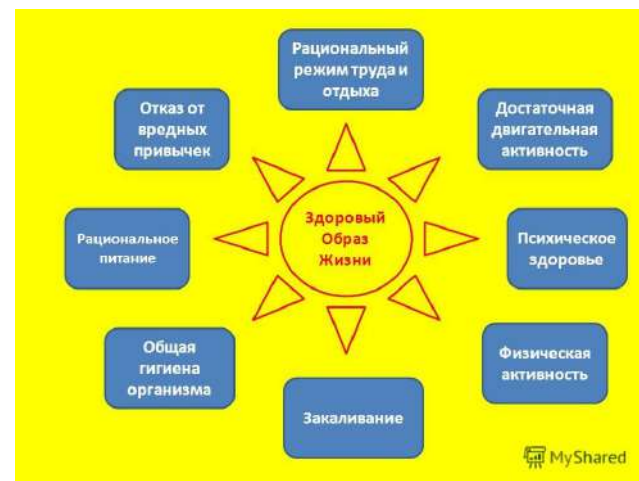 Рациональный
режим труда и
отдыха
Отказ от
вредных
привычек
Достаточная
двигательная
активность
Здоровый
Образ
Жизни
Рациональное
питание
Психическое
здоровье
Общая
гигиена
организма
Физическая
активность
Закаливание
MyShared